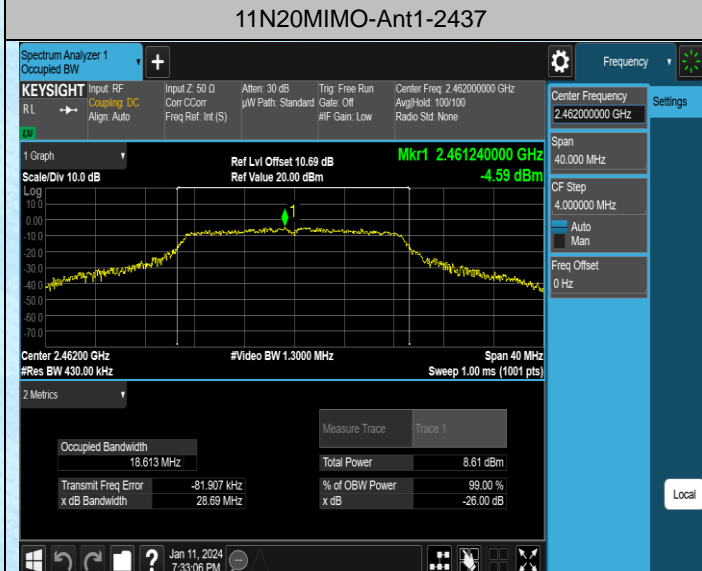 11N20MIMO-Ant1-2437
Spectrum Analyzer 1
Occupied BW
+
Frequency
KEYSIGHT
Input: RF
Coupling: DC
Align: Auto
Input Z: 50 Ω
Corr CCorr
Freq Ref: Int (S)
Atten: 30 dB
µW Path: Standard
Trig: Free Run
Gate: Off
#IF Gain: Low
Center Freq: 2.462000000 GHz
Avg|Hold: 100/100
Radio Std: None
RL
LXI
Center Frequency
2.462000000 GHz
Settings
Span
40.000 MHz
CF Step
4.000000 MHz
Auto
Man
Freq Offset
0 Hz
1 Graph
Ref Lvl Offset 10.69 dB
Mkr1 2.461240000 GHz
Scale/Div 10.0 dB
Ref Value 20.00 dBm
-4.59 dBm
Log
10.0
0.00
-10.0
-20.0
-30.0
-40.0
-50.0
-60.0
-70.0
1
Center 2.46200 GHz
#Video BW 1.3000 MHz
Span 40 MHz
#Res BW 430.00 kHz
Sweep 1.00 ms (1001 pts)
2 Metrics
Measure Trace
Trace 1
Occupied Bandwidth
18.613 MHz
Total Power
8.61 dBm
Transmit Freq Error
-81.907 kHz
% of OBW Power
99.00 %
x dB Bandwidth
28.69 MHz
x dB
-26.00 dB
Local
?
Jan 11, 2024
7:33:06 PM